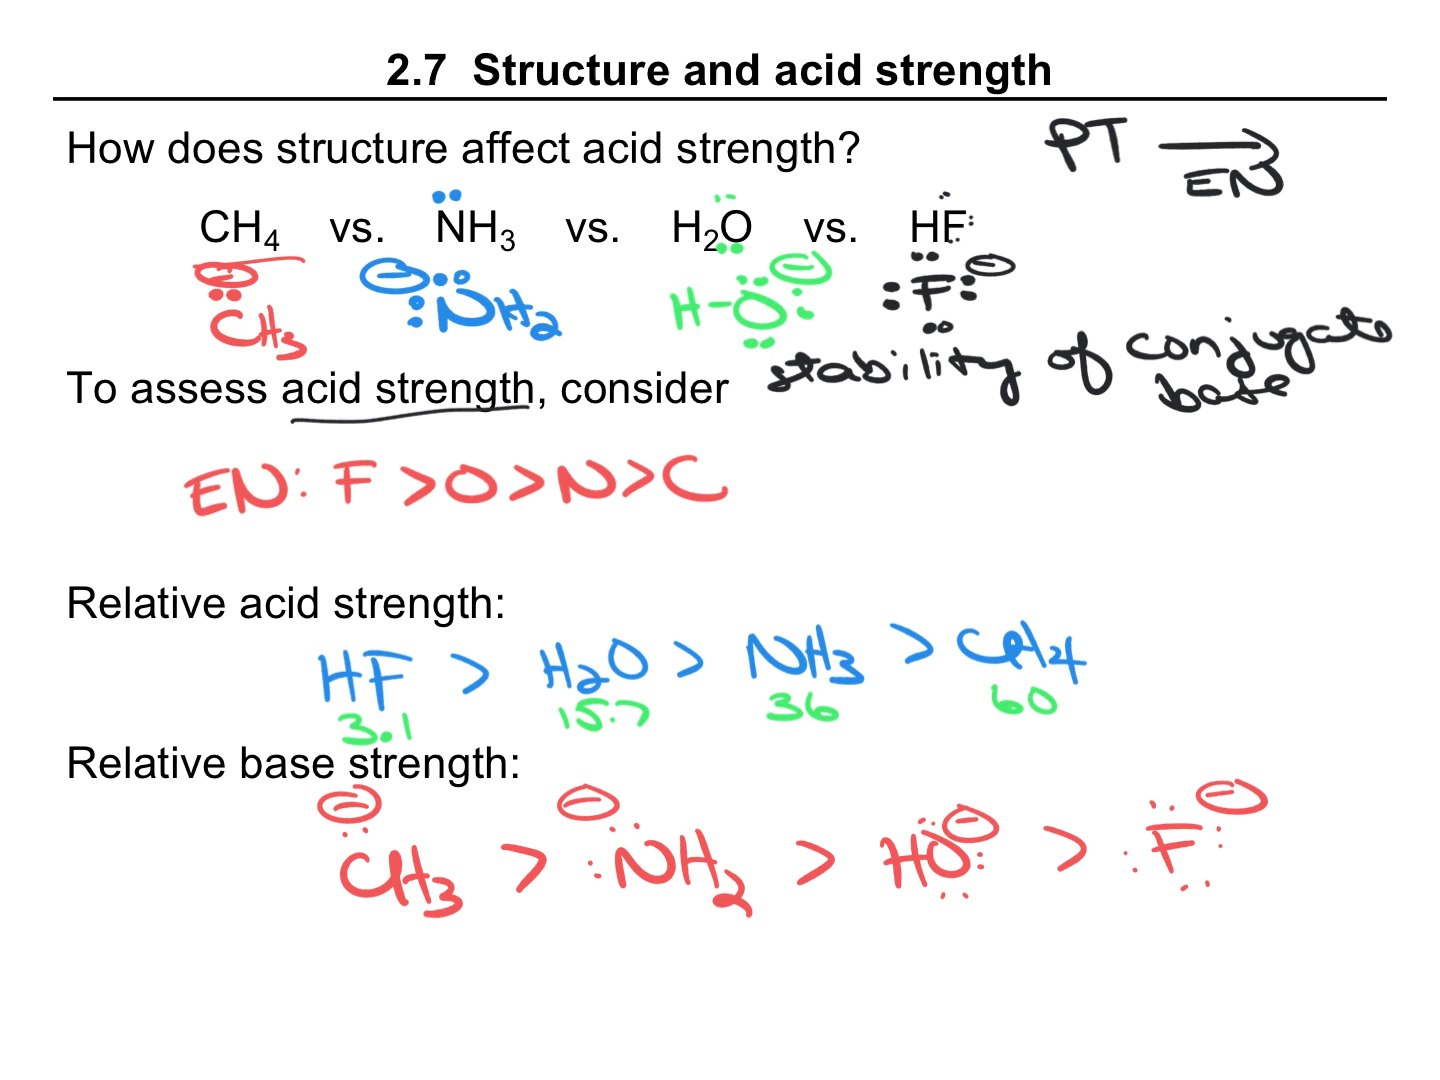 2.7 Structure and acid strength
How does structure affect acid strength?
PT → EN
CH₄ vs. NH₃ vs. H₂O vs. HF
⊖ CH₃ ⊖ NH₂ H-O ⊖ F ⊖
To assess acid strength, consider stability of conjugate base
EN: F > O > N > C
Relative acid strength:
HF > H₂O > NH₃ > CH₄
3.1 15.7 36 60
Relative base strength:
⊖ CH₃ > ⊖ NH₂ > HO ⊖ > F ⊖